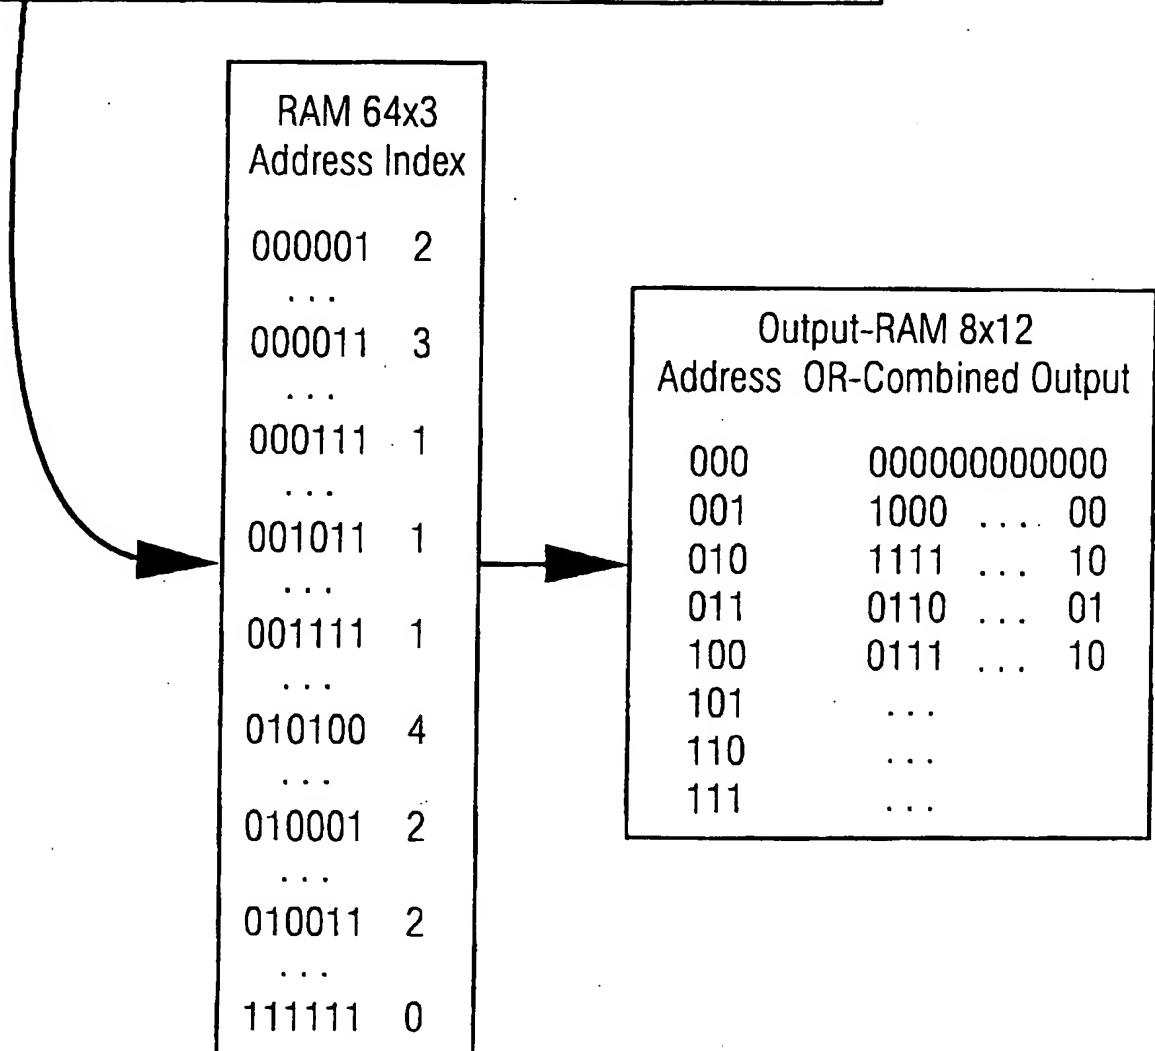 RAM 64x3
Address Index
000001 2
...
000011 3
...
000111 1
...
001011 1
...
001111 1
...
010100 4
...
010001 2
...
010011 2
...
111111 0
Output-RAM 8x12
Address OR-Combined Output
000 000000000000
001 1000 .... 00
010 1111 ... 10
011 0110 ... 01
100 0111 ... 10
101 ...
110 ...
111 ...